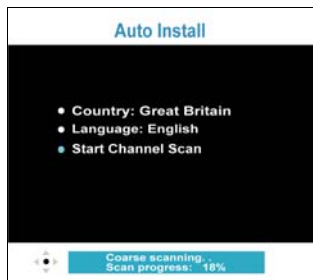 Auto Install
Country: Great Britain
Language: English
Start Channel Scan
Coarse scanning. .
Scan progress: 18%